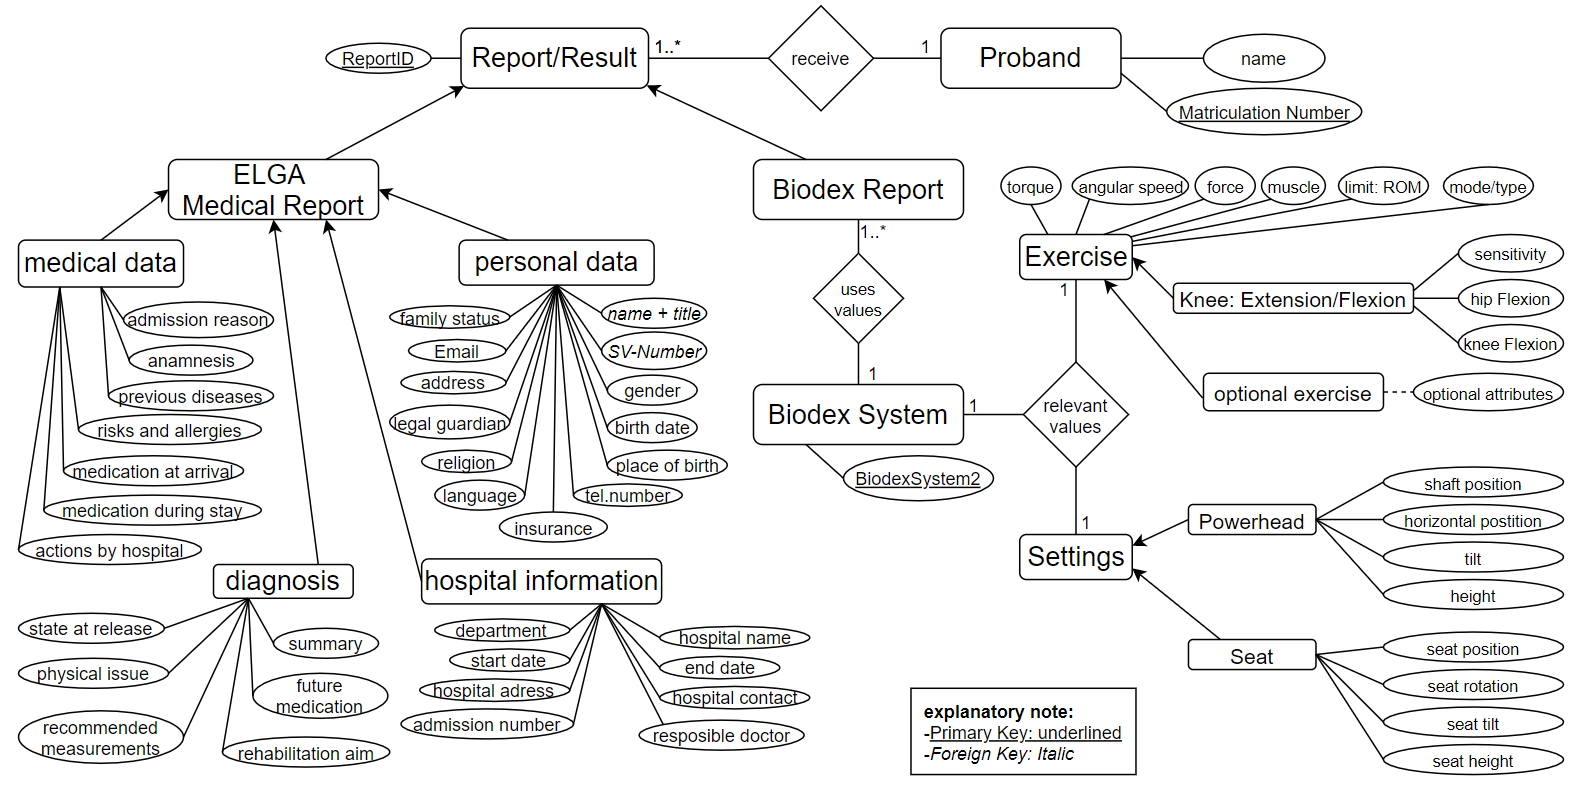 ReportID
Report/Result
1..*
receive
1
Proband
name
Matriculation Number
ELGA
Medical Report
Biodex Report
torque
angular speed
force
muscle
limit: ROM
mode/type
medical data
personal data
1..*
Exercise
sensitivity
Knee: Extension/Flexion
hip Flexion
knee Flexion
admission reason
anamnesis
previous diseases
risks and allergies
medication at arrival
medication during stay
actions by hospital
family status
Email
address
legal guardian
religion
language
insurance
name + title
SV-Number
gender
birth date
place of birth
tel.number
uses
values
1
1
optional exercise
optional attributes
Biodex System
1
relevant
values
BiodexSystem2
1
Settings
Powerhead
shaft position
horizontal postition
tilt
height
Seat
seat position
seat rotation
seat tilt
seat height
diagnosis
state at release
physical issue
recommended
measurements
summary
future
medication
rehabilitation aim
hospital information
department
start date
hospital adress
admission number
hospital name
end date
hospital contact
resposible doctor
explanatory note:
-Primary Key: underlined
-Foreign Key: Italic